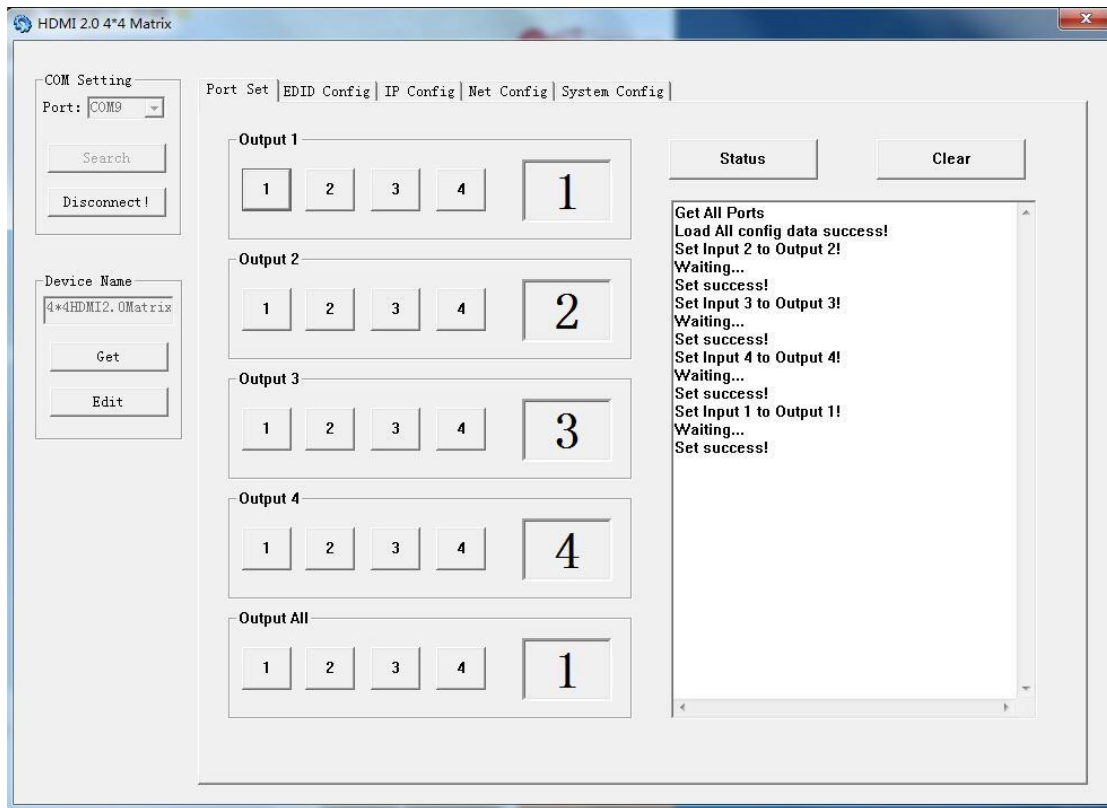 HDMI 2.0 4*4 Matrix
x
COM Setting
Port: COM9
Search
Disconnect!
Device Name
4*4HDMI2.0Matrix
Get
Edit
Port Set EDID Config IP Config Net Config System Config
Output 1
1 2 3 4 1
Output 2
1 2 3 4 2
Output 3
1 2 3 4 3
Output 4
1 2 3 4 4
Output All
1 2 3 4 1
Status Clear
Get All Ports
Load All config data success!
Set Input 2 to Output 2!
Waiting...
Set success!
Set Input 3 to Output 3!
Waiting...
Set success!
Set Input 4 to Output 4!
Waiting...
Set success!
Set Input 1 to Output 1!
Waiting...
Set success!